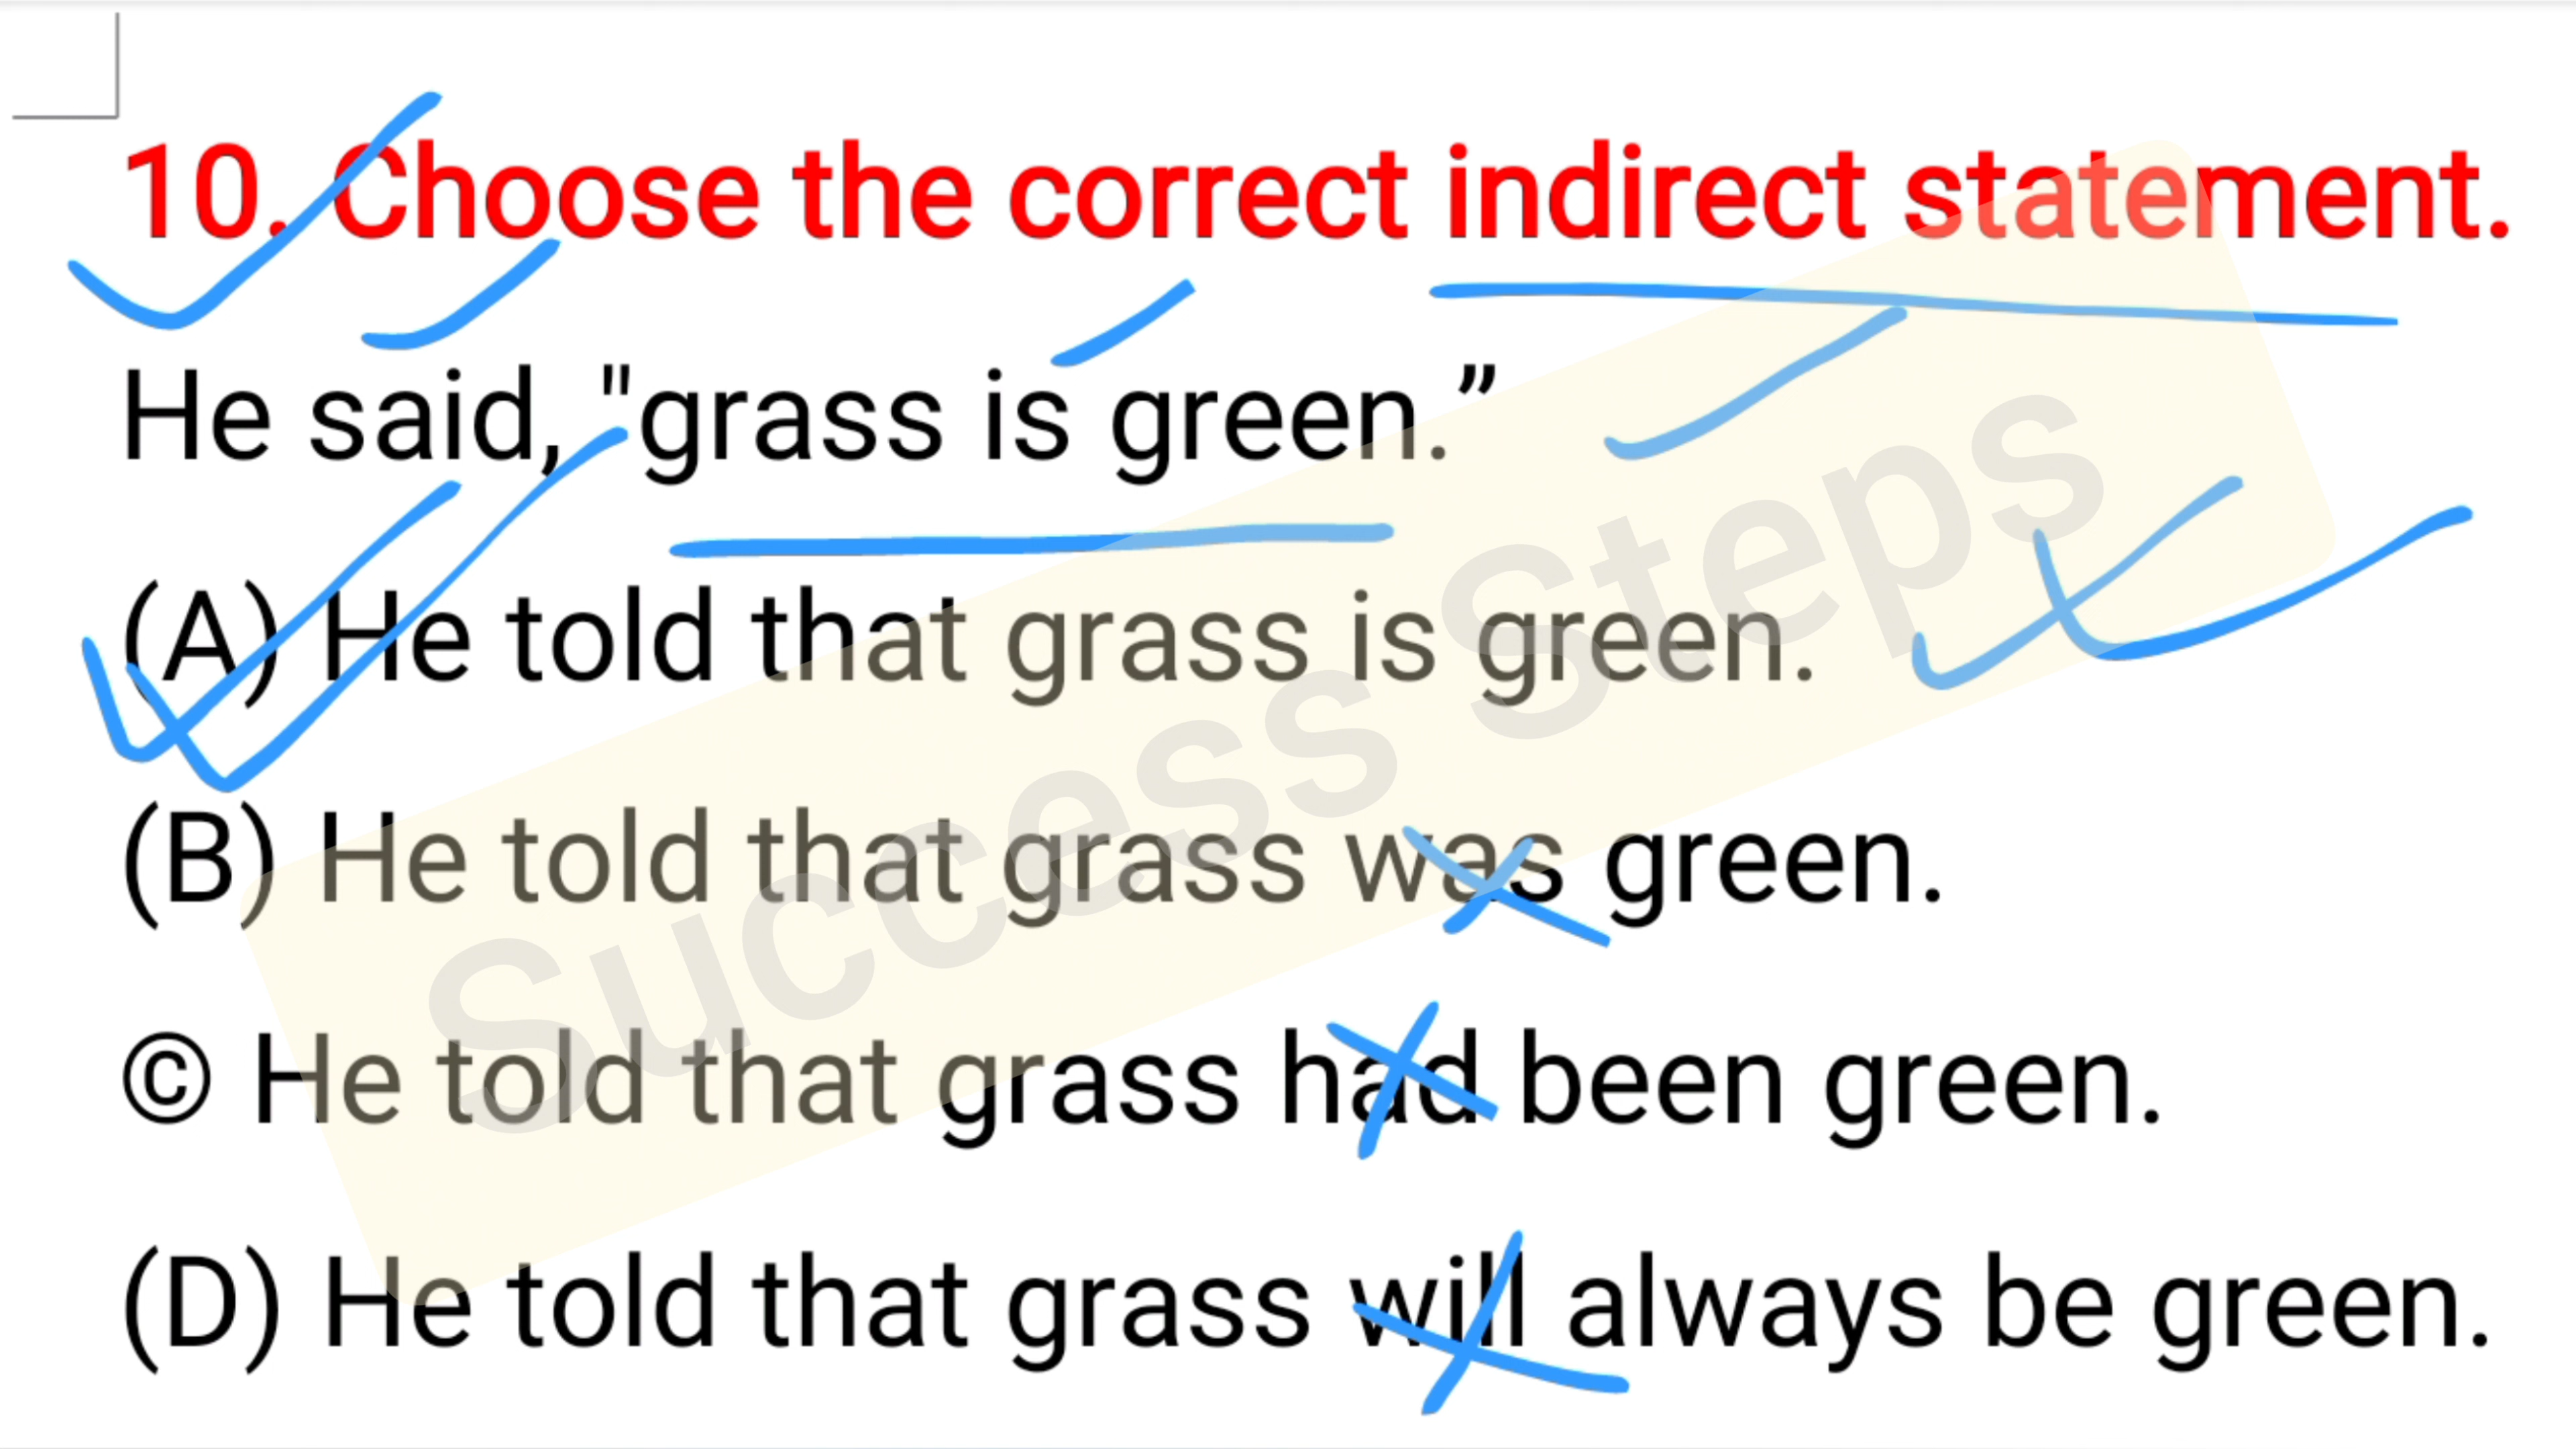 10. Choose the correct indirect statement.
He said, "grass is green.”
(A) He told that grass is green.
(B) He told that grass was green.
© He told that grass had been green.
(D) He told that grass will always be green.
Success Steps